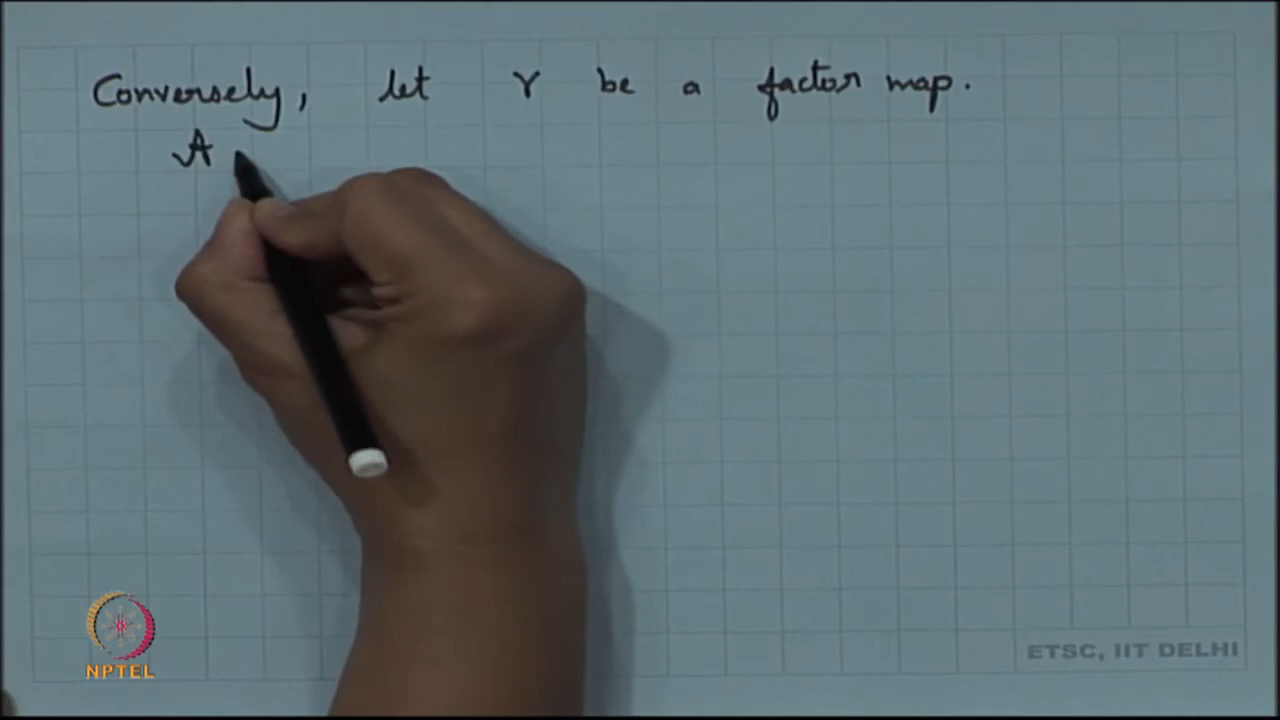 Conversely, let γ be a factor map.
A
NPTEL
ETSC, IIT DELHI